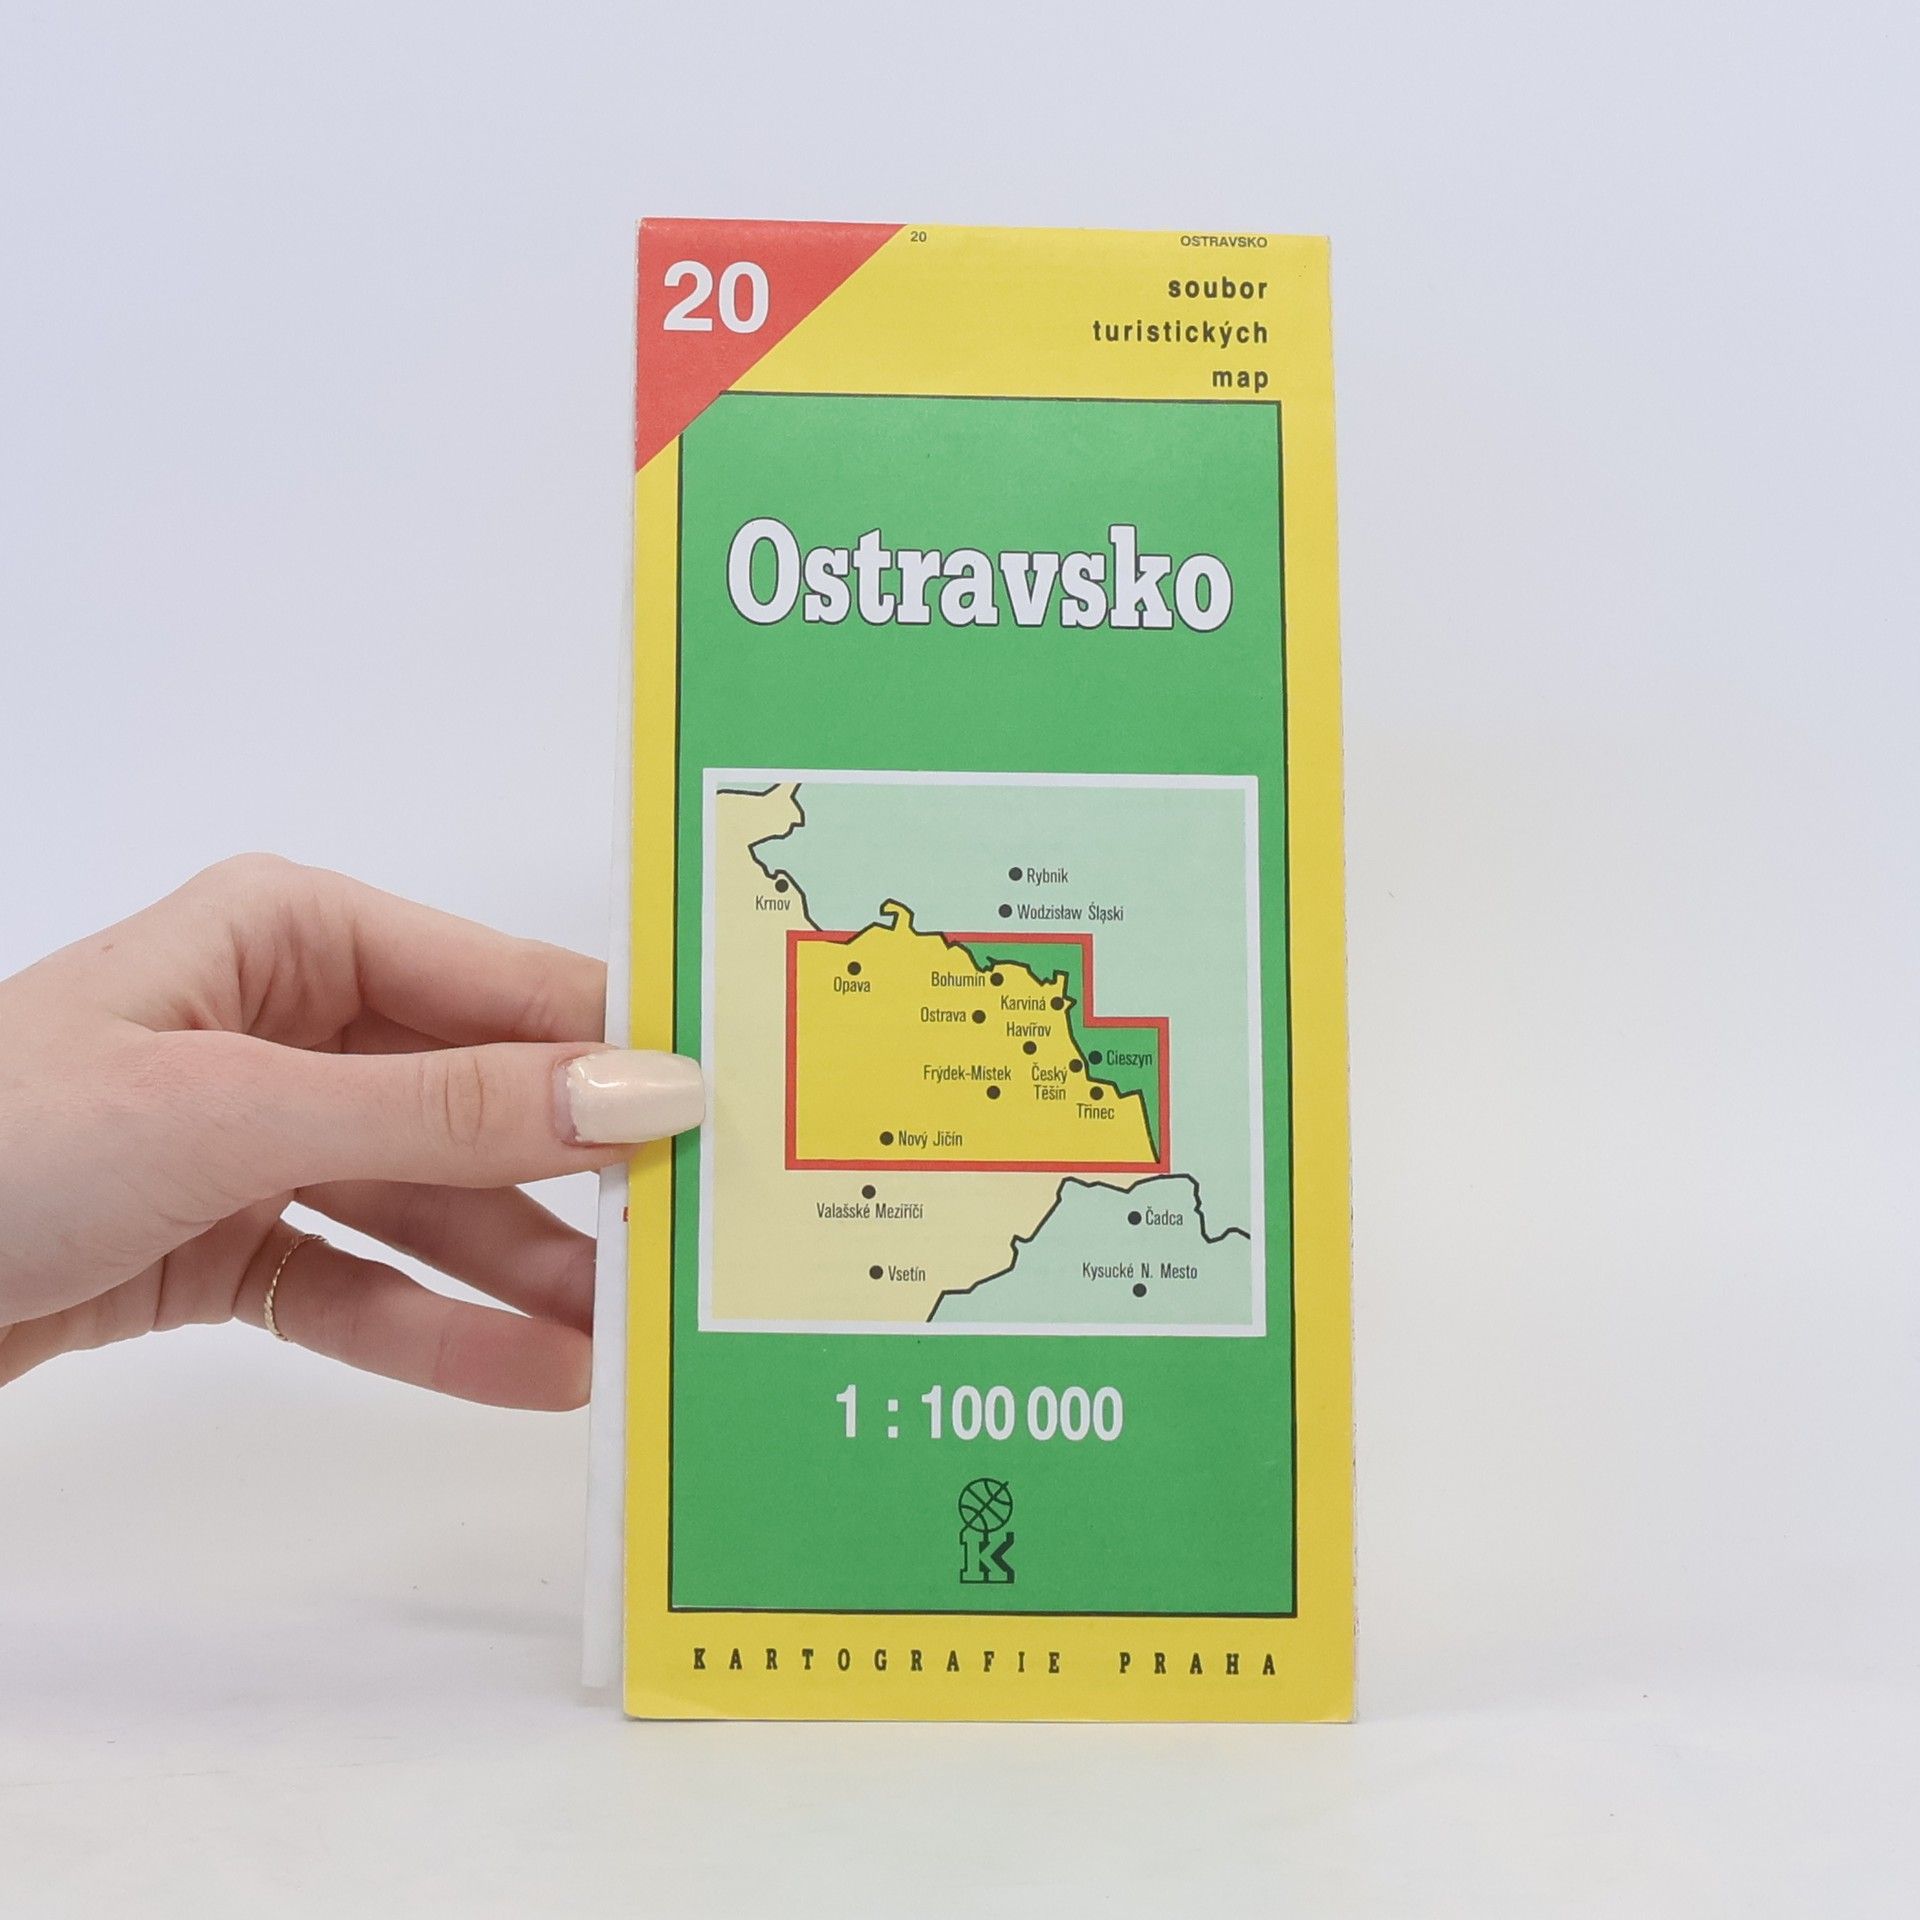 20 OSTRAVSKO
20
soubor
turistických
map
Ostravsko
Rybnik
Krnov
Wodzisław Śląski
Opava
Bohumín
Karviná
Ostrava
Havířov
Cieszyn
Frýdek-Místek
Český
Těšín
Třinec
Nový Jičín
Valašské Meziříčí
Čadca
Vsetín
Kysucké N. Mesto
1 : 100 000
K
KARTOGRAFIE PRAHA